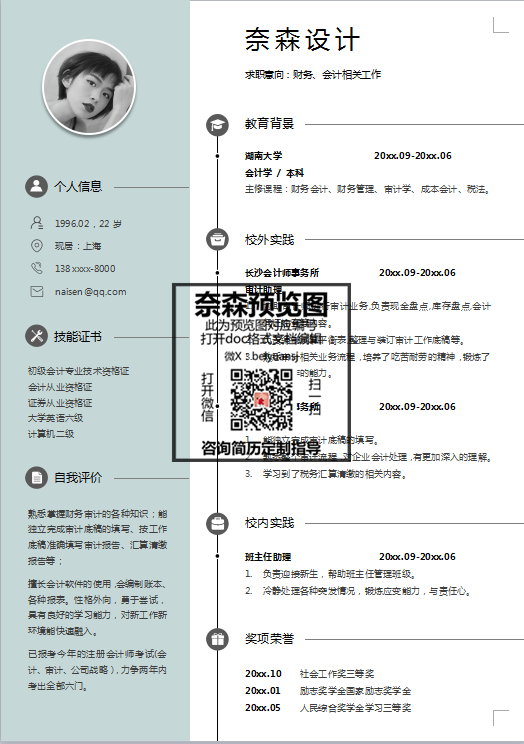 奈森设计
求职意向：财务、会计相关工作
个人信息
1996.02，22 岁
现居：上海
138 xxxx-8000
naisen @qq.com
技能证书
初级会计专业技术资格证
会计从业资格证
证券从业资格证
大学英语六级
计算机二级
自我评价
熟悉掌握财务审计的各种知识；能
独立完成审计底稿的填写、按工作
底稿准确填写审计报告、汇算清缴
报告等；
擅长会计软件的使用,会编制账本、
各种报表。性格外向，勇于尝试，
具有良好的学习能力，对新工作新
环境能快速融入。
已报考今年的注册会计师考试(会
计、审计、公司战略)，力争两年内
考出全部六门。
教育背景
湖南大学 20xx.09-20xx.06
会计学 / 本科
主修课程：财务会计、财务管理、审计学、成本会计、税法。
校外实践
长沙会计师事务所 20xx.09-20xx.06
审计助理
审计业务,负责现金盘点,库存盘点,会计
内容。
平衡表,整理与装订审计工作底稿等。
相关业务流程，培养了吃苦耐劳的精神，锻炼了
的能力。
奈森预览图
此为预览图对应编号
打开doc格式文档编辑
打开微信
扫一扫
咨询简历定制指导
事务所 20xx.09-20xx.06
1. 能独立完成审计底稿的填写。
对企业会计处理,有更加深入的理解。
3. 学习到了税务汇算清缴的相关内容。
校内实践
班主任助理 20xx.09-20xx.06
1. 负责迎接新生，帮助班主任管理班级。
2. 冷静处理各种突发情况，锻炼应变能力，与责任心。
奖项荣誉
20xx.10 社会工作奖三等奖
20xx.01 励志奖学金国家励志奖学金
20xx.05 人民综合奖学金学习三等奖